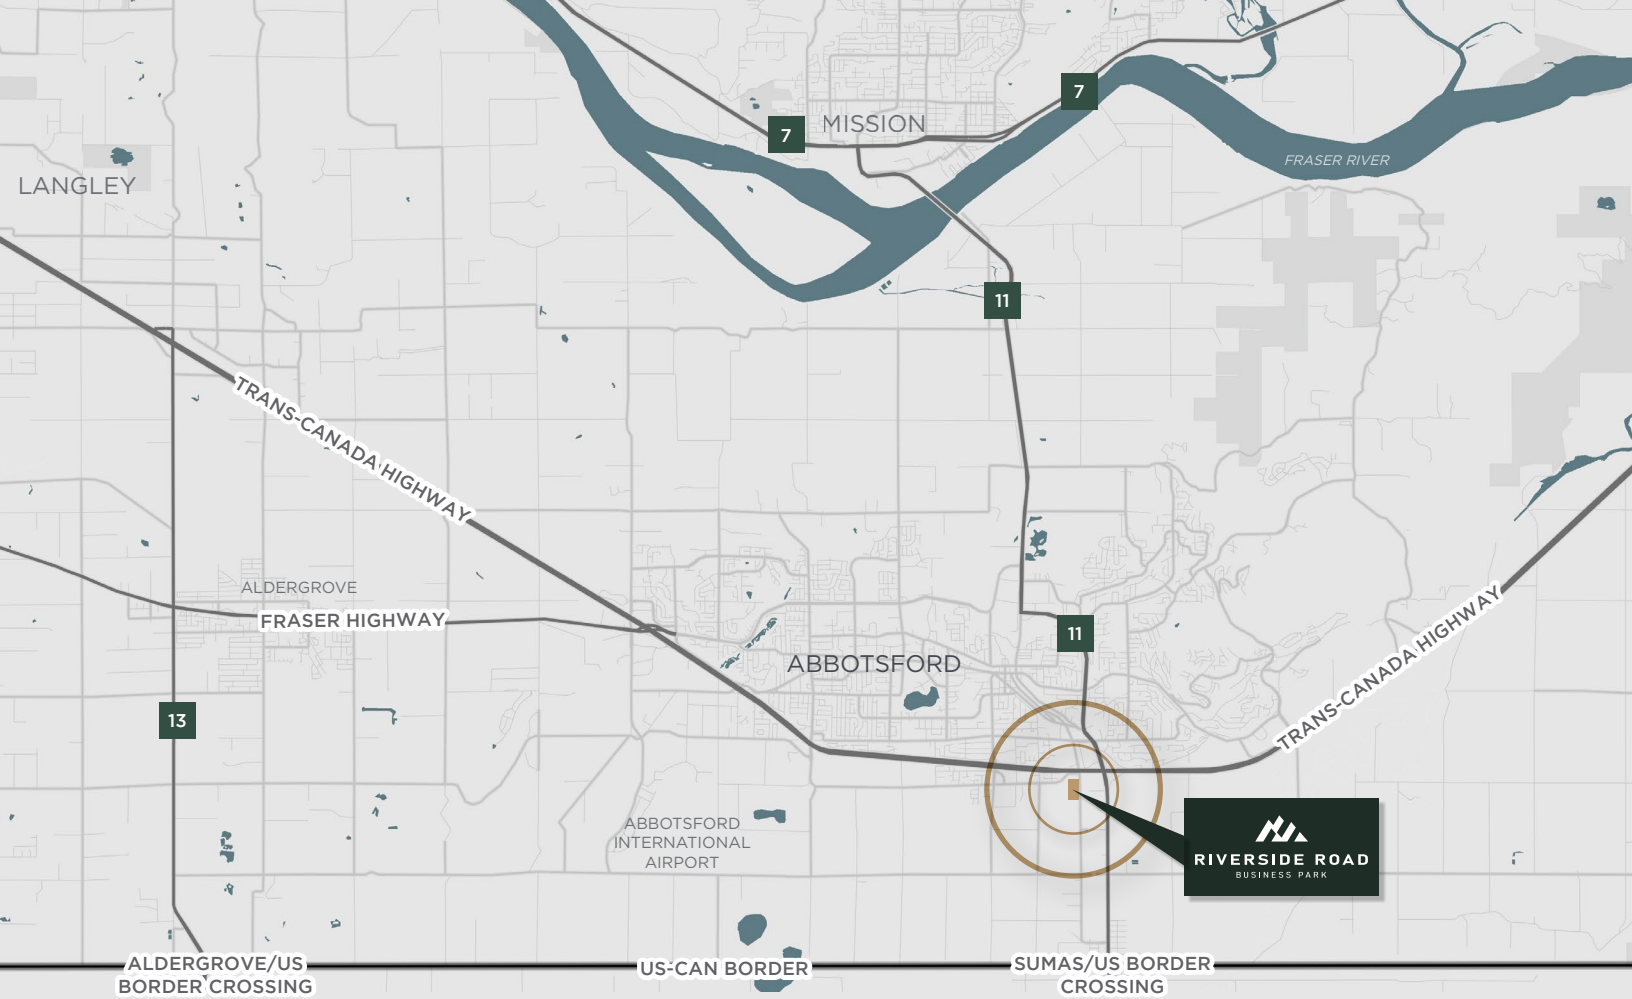 7
MISSION
7
FRASER RIVER
LANGLEY
11
TRANS-CANADA HIGHWAY
ALDERGROVE
FRASER HIGHWAY
TRANS-CANADA HIGHWAY
11
ABBOTSFORD
13
ABBOTSFORD
INTERNATIONAL
AIRPORT
RIVERSIDE ROAD
BUSINESS PARK
ALDERGROVE/US
BORDER CROSSING
US-CAN BORDER
SUMAS/US BORDER
CROSSING